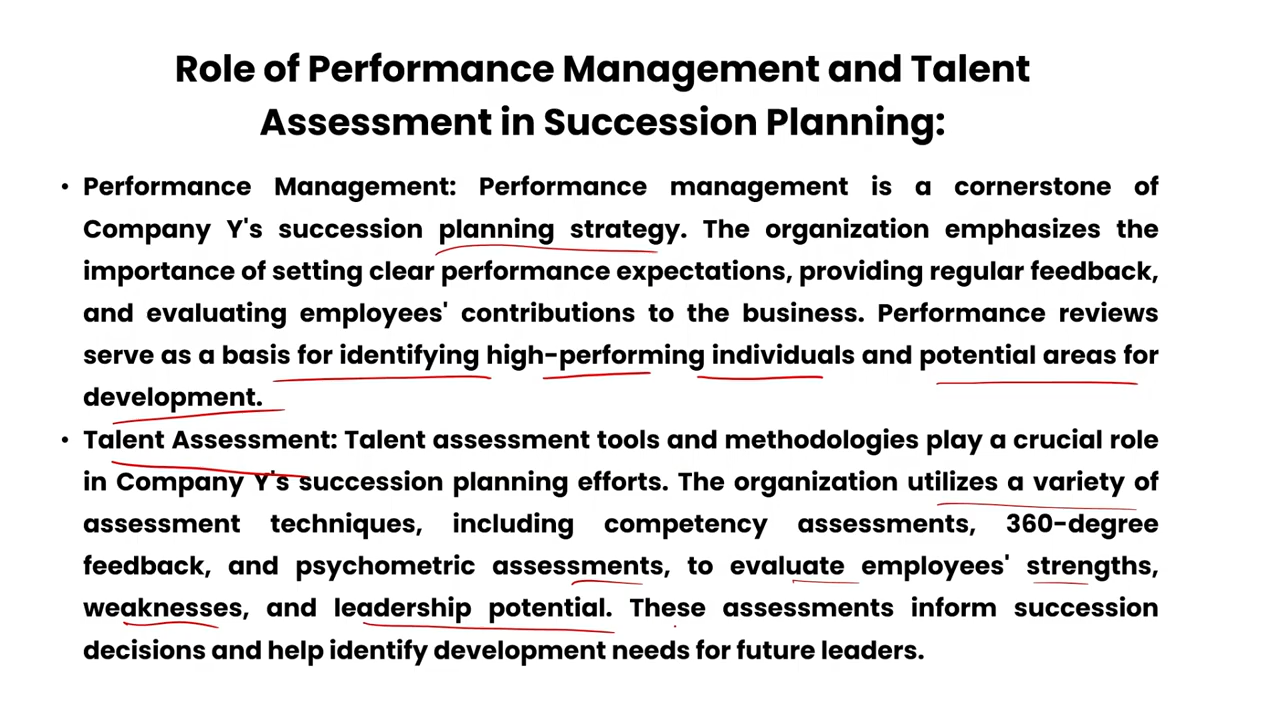 Role of Performance Management and Talent
Assessment in Succession Planning:
• Performance Management: Performance management is a cornerstone of
Company Y's succession planning strategy. The organization emphasizes the
importance of setting clear performance expectations, providing regular feedback,
and evaluating employees' contributions to the business. Performance reviews
serve as a basis for identifying high-performing individuals and potential areas for
development.
• Talent Assessment: Talent assessment tools and methodologies play a crucial role
in Company Y's succession planning efforts. The organization utilizes a variety of
assessment techniques, including competency assessments, 360-degree
feedback, and psychometric assessments, to evaluate employees' strengths,
weaknesses, and leadership potential. These assessments inform succession
decisions and help identify development needs for future leaders.